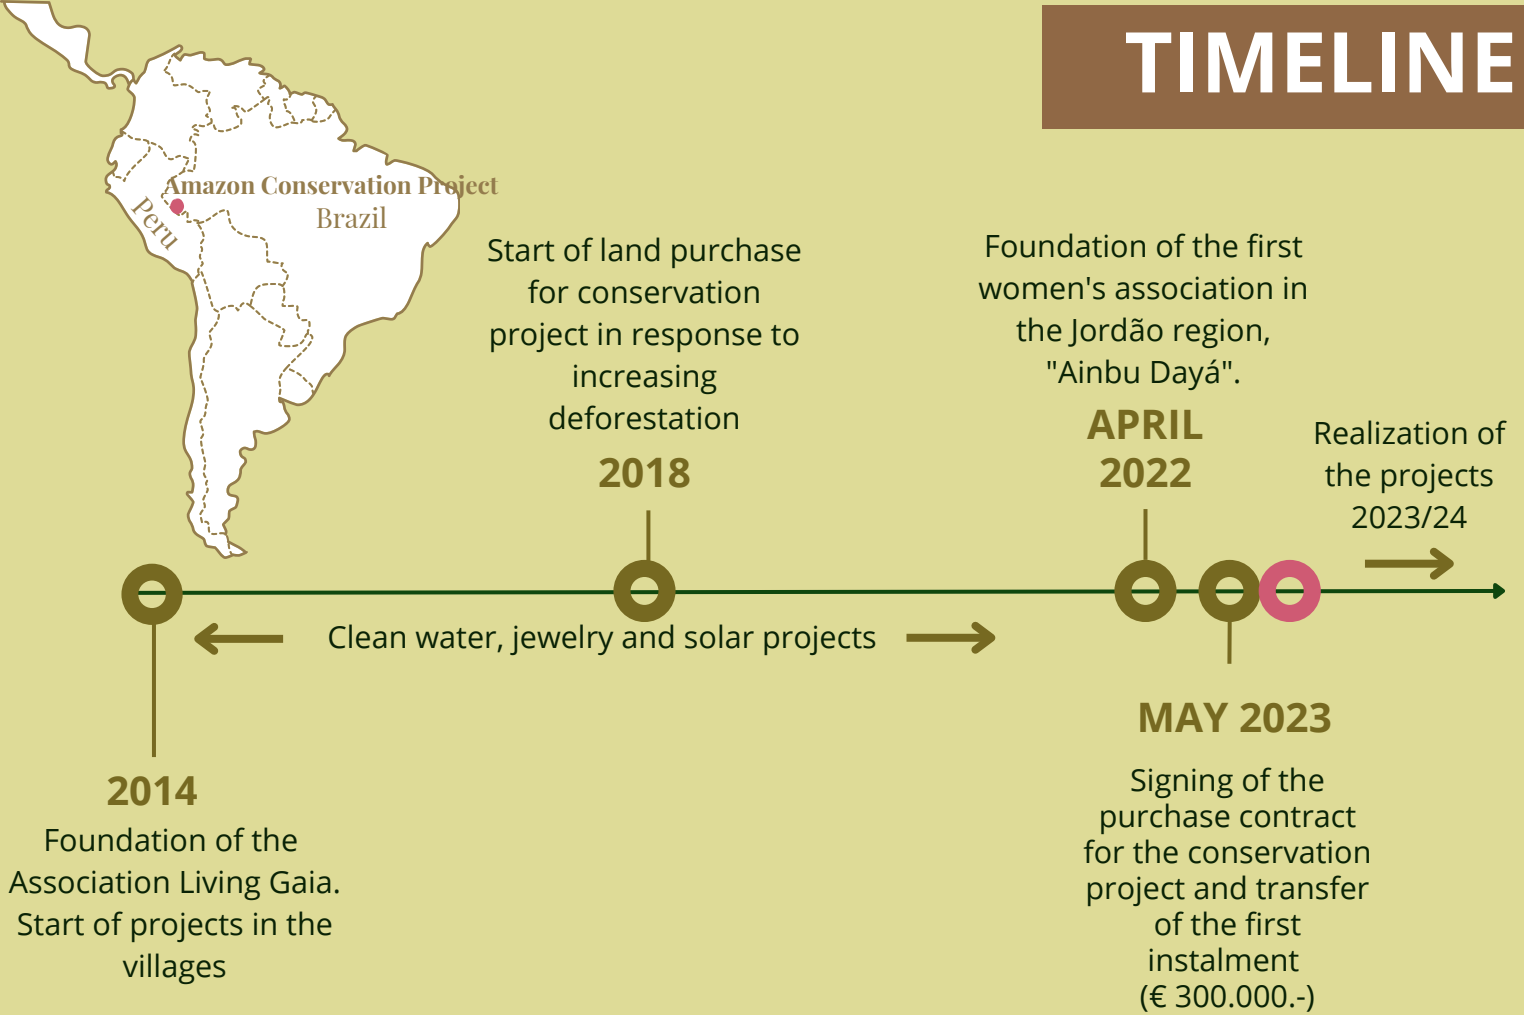 TIMELINE
Amazon Conservation Project
Peru
Brazil
Start of land purchase
for conservation
project in response to
increasing
deforestation
2018
Foundation of the first
women's association in
the Jordão region,
"Ainbu Dayá".
APRIL
2022
Realization of
the projects
2023/24
Clean water, jewelry and solar projects
2014
Foundation of the
Association Living Gaia.
Start of projects in the
villages
MAY 2023
Signing of the
purchase contract
for the conservation
project and transfer
of the first
instalment
(€ 300.000.-)